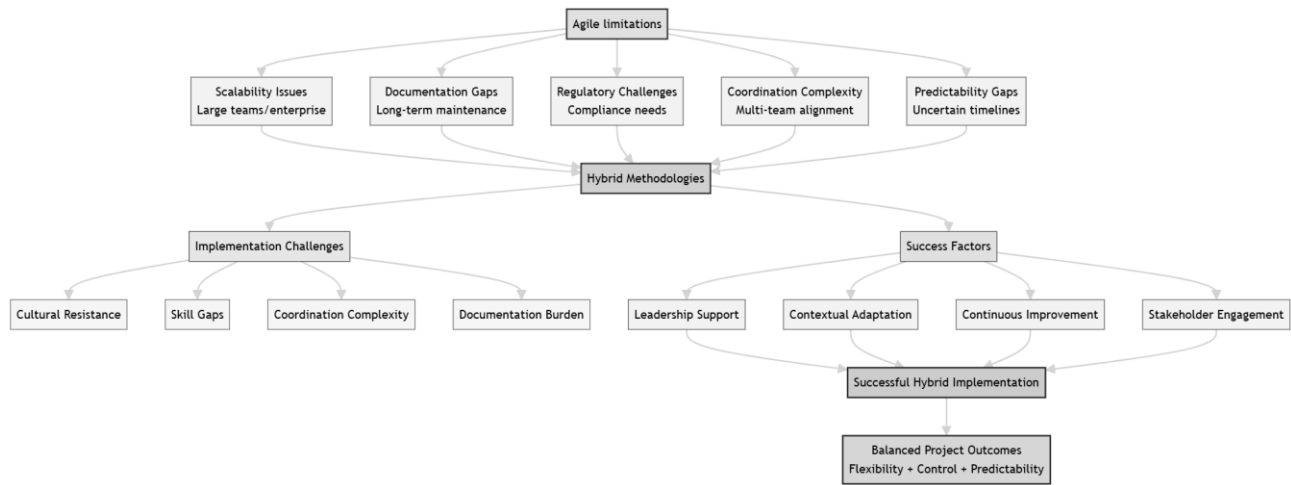 Agile limitations
Scalability Issues
Large teams/enterprise
Documentation Gaps
Long-term maintenance
Regulatory Challenges
Compliance needs
Coordination Complexity
Multi-team alignment
Predictability Gaps
Uncertain timelines
Hybrid Methodologies
Implementation Challenges
Success Factors
Cultural Resistance
Skill Gaps
Coordination Complexity
Documentation Burden
Leadership Support
Contextual Adaptation
Continuous Improvement
Stakeholder Engagement
Successful Hybrid Implementation
Balanced Project Outcomes
Flexibility + Control + Predictability